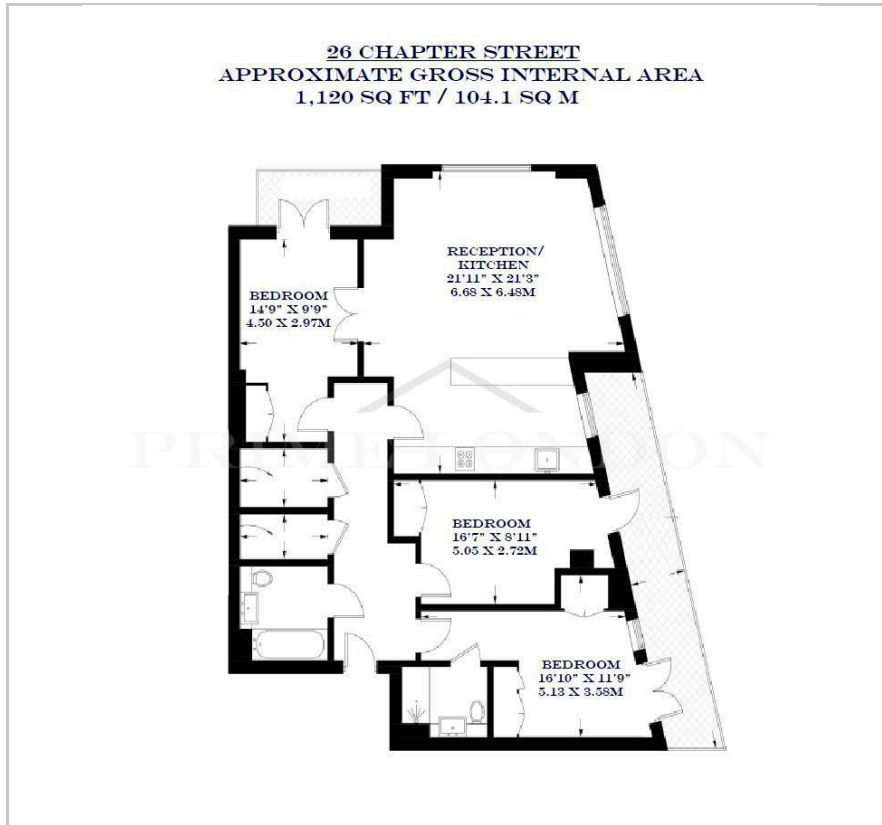 26 CHAPTER STREET
APPROXIMATE GROSS INTERNAL AREA
1,120 SQ FT / 104.1 SQ M
RECEPTION/
KITCHEN
21'11" X 21'3"
6.68 X 6.48M
BEDROOM
14'9" X 9'9"
4.50 X 2.97M
PRIME LONDON
BEDROOM
16'7" X 8'11"
5.05 X 2.72M
BEDROOM
16'10" X 11'9"
5.13 X 3.58M